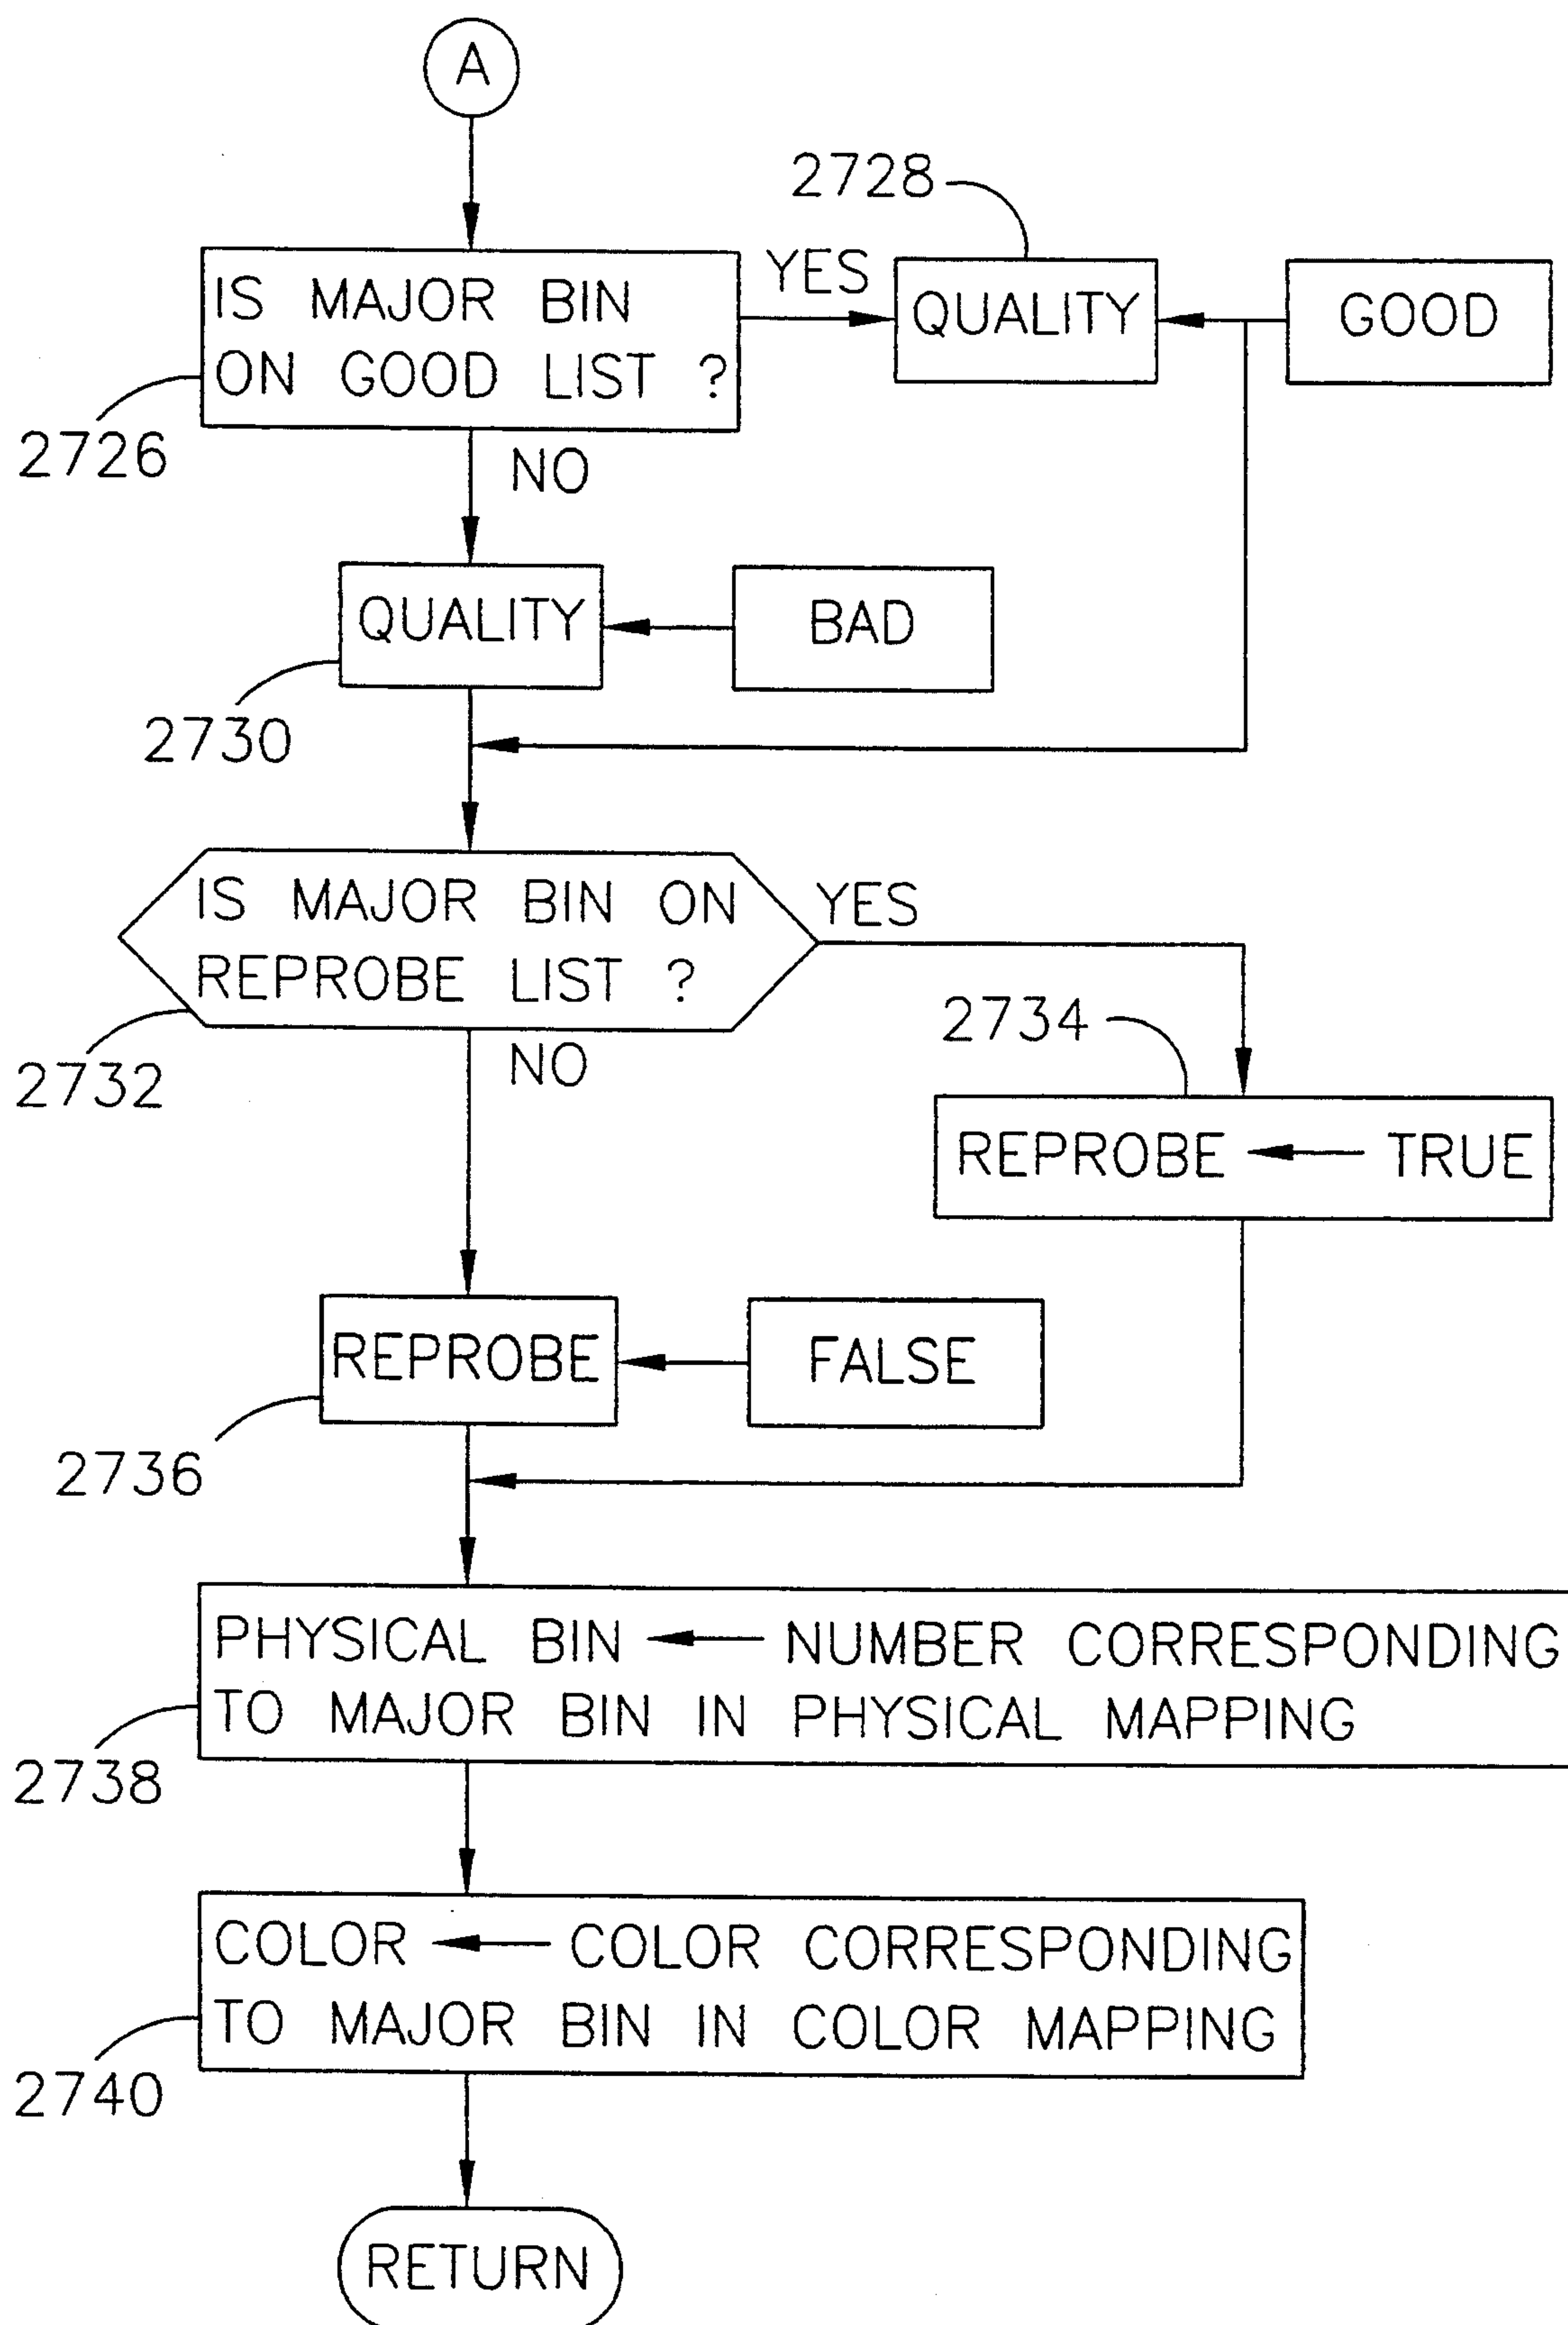 A
2728
IS MAJOR BIN
ON GOOD LIST ?
YES
QUALITY
GOOD
2726
NO
QUALITY
BAD
2730
IS MAJOR BIN ON
REPROBE LIST ?
YES
2732
NO
2734
REPROBE TRUE
REPROBE
FALSE
2736
PHYSICAL BIN NUMBER CORRESPONDING
TO MAJOR BIN IN PHYSICAL MAPPING
2738
COLOR COLOR CORRESPONDING
TO MAJOR BIN IN COLOR MAPPING
2740
RETURN